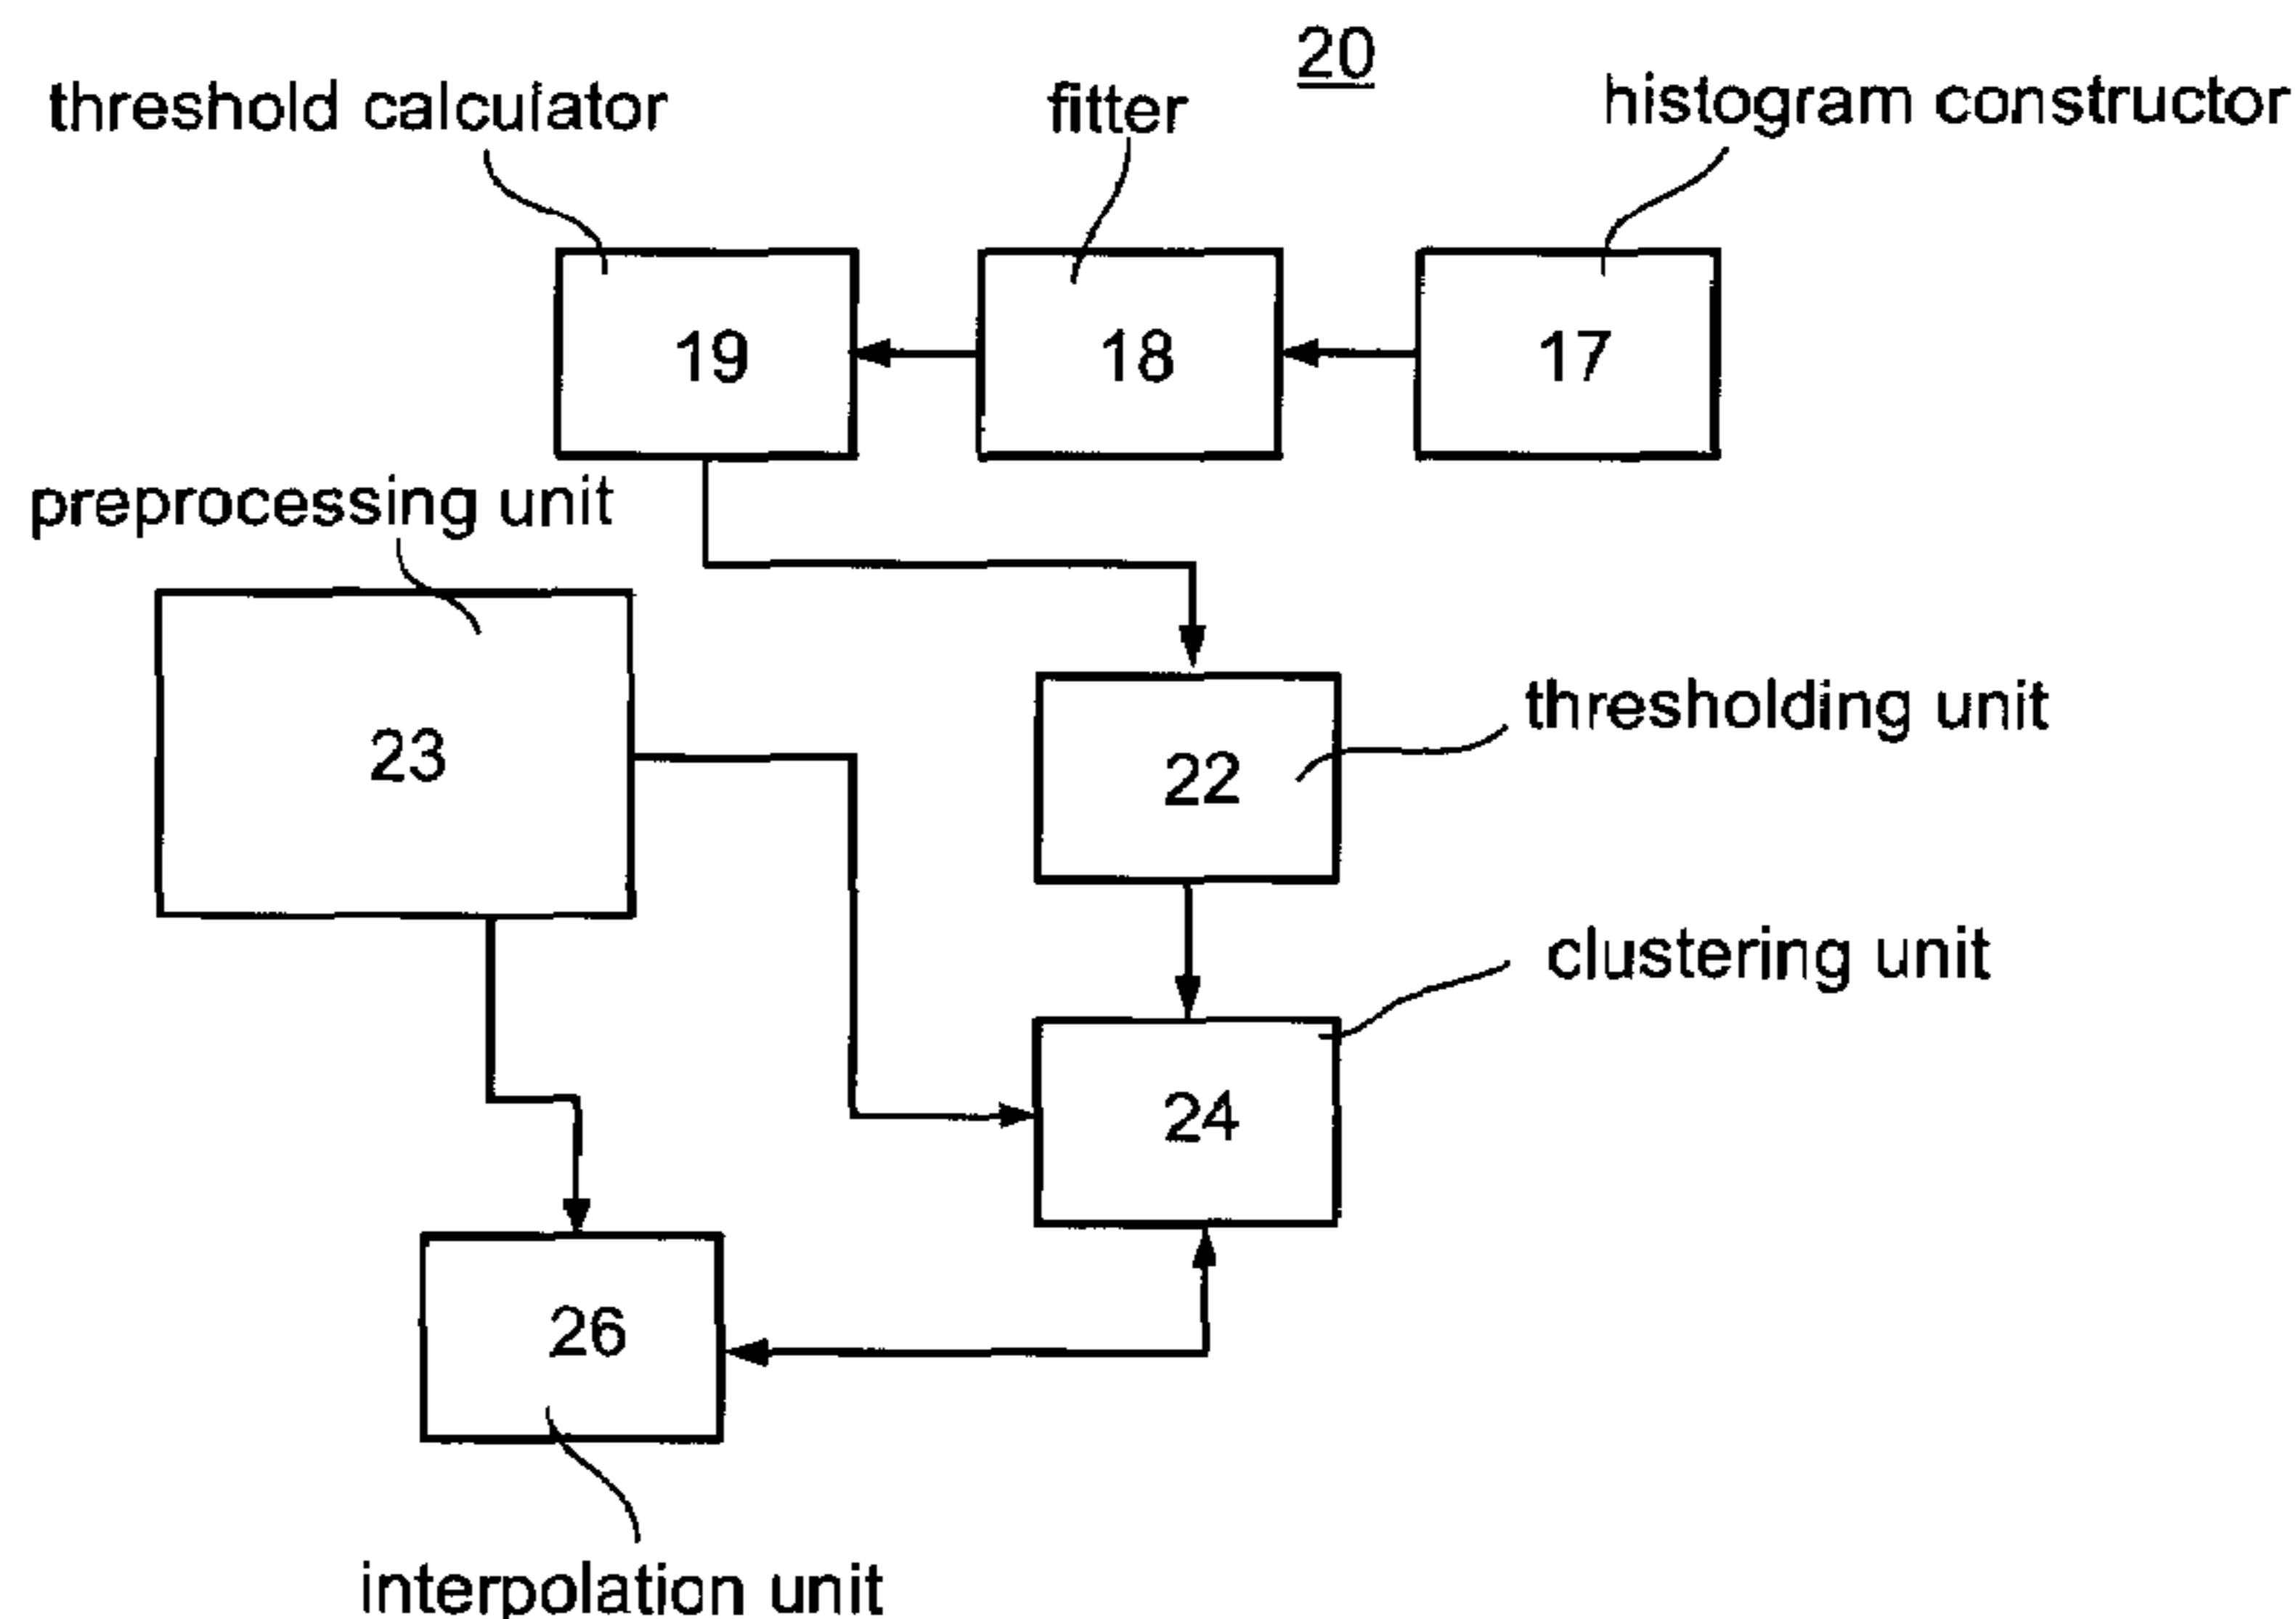 20
threshold calculator
fitter
histogram constructor
19
18
17
preprocessing unit
23
thresholding unit
22
clustering unit
24
26
interpolation unit